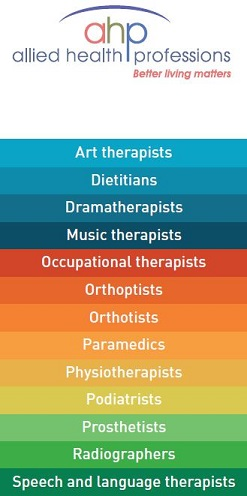 ahp
allied health professions
Better living matters
Art therapists
Dietitians
Dramatherapists
Music therapists
Occupational therapists
Orthoptists
Orthotists
Paramedics
Physiotherapists
Podiatrists
Prosthetists
Radiographers
Speech and language therapists